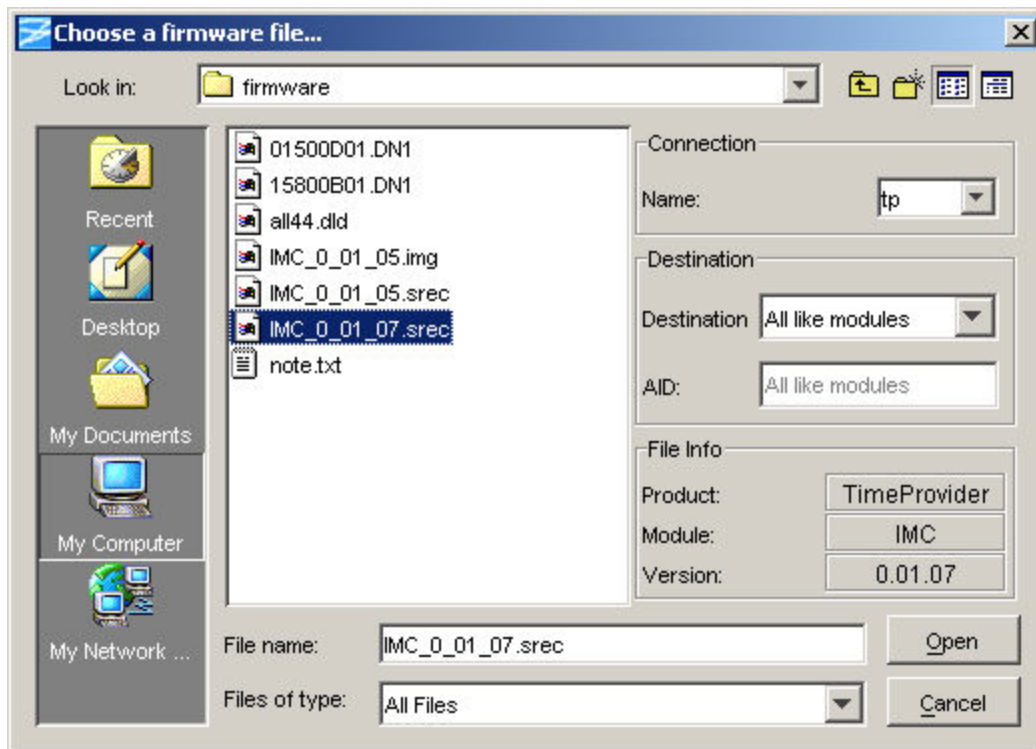 Choose a firmware file...
Look in:
firmware
Recent
Desktop
My Documents
My Computer
My Network ...
01500D01.DN1
15800B01.DN1
all44.dld
IMC_0_01_05.img
IMC_0_01_05.srec
IMC_0_01_07.srec
note.txt
Connection
Name:
tp
Destination
Destination
All like modules
AID:
All like modules
File Info
Product:
TimeProvider
Module:
IMC
Version:
0.01.07
File name:
IMC_0_01_07.srec
Open
Files of type:
All Files
Cancel